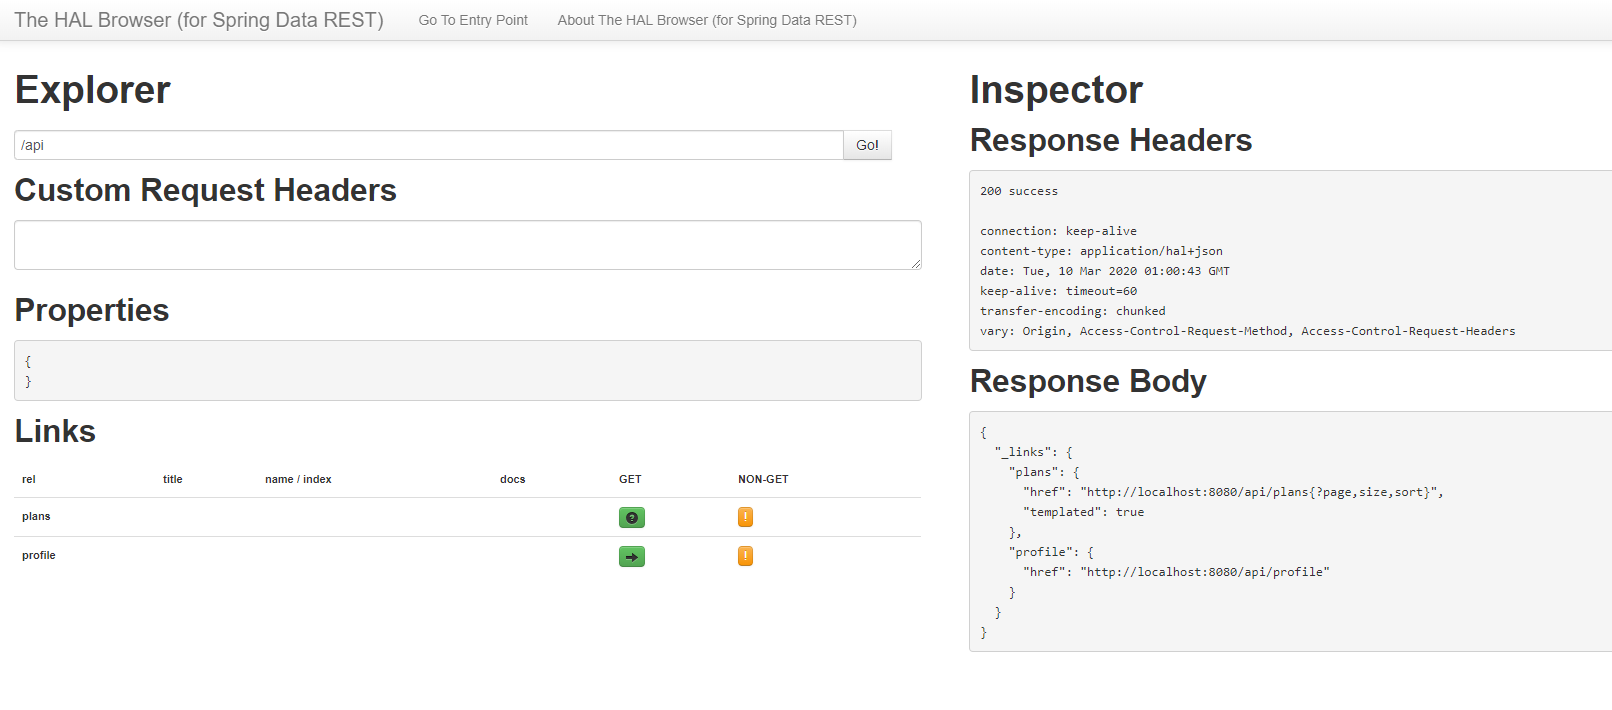 The HAL Browser (for Spring Data REST) Go To Entry Point About The HAL Browser (for Spring Data REST)
Explorer
/api Go!
Custom Request Headers
Properties
{
}
Links
rel title name / index docs GET NON-GET
plans ? !
profile !
Inspector
Response Headers
200 success
connection: keep-alive
content-type: application/hal+json
date: Tue, 10 Mar 2020 01:00:43 GMT
keep-alive: timeout=60
transfer-encoding: chunked
vary: Origin, Access-Control-Request-Method, Access-Control-Request-Headers
Response Body
{
  "_links": {
    "plans": {
      "href": "http://localhost:8080/api/plans{?page,size,sort}",
      "templated": true
    },
    "profile": {
      "href": "http://localhost:8080/api/profile"
    }
  }
}